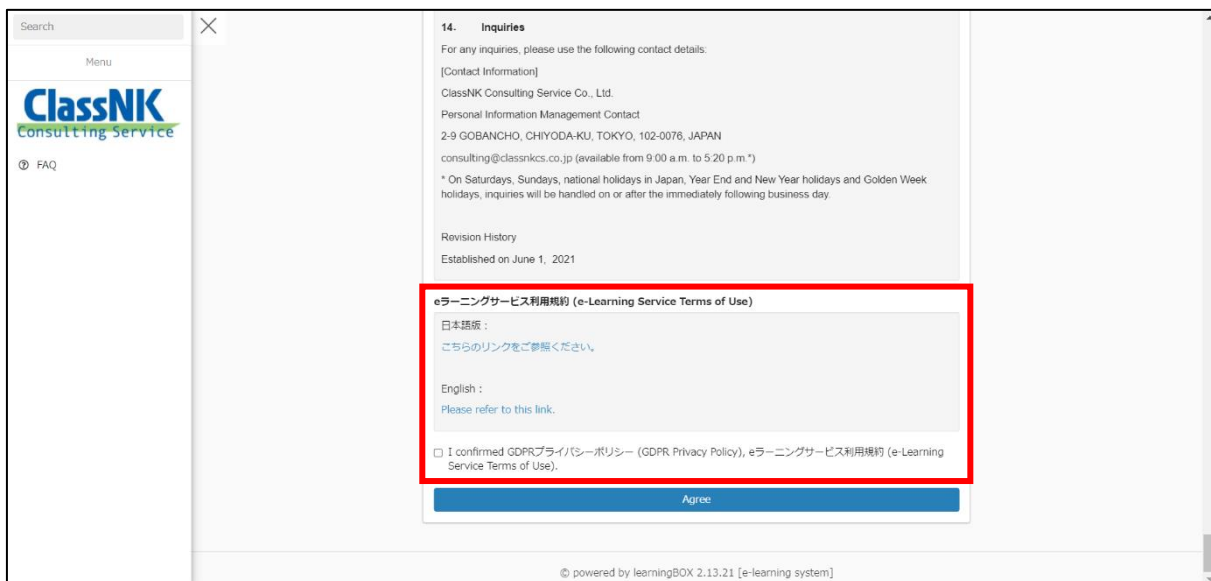 Search
Menu
ClassNK
Consulting Service
FAQ
14. Inquiries
For any inquiries, please use the following contact details:
[Contact Information]
ClassNK Consulting Service Co., Ltd.
Personal Information Management Contact
2-9 GOBANCHO, CHIYODA-KU, TOKYO, 102-0076, JAPAN
consulting@classnkcs.co.jp (available from 9:00 a.m. to 5:20 p.m.*)
* On Saturdays, Sundays, national holidays in Japan, Year End and New Year holidays and Golden Week
holidays, inquiries will be handled on or after the immediately following business day.
Revision History
Established on June 1, 2021
eラーニングサービス利用規約 (e-Learning Service Terms of Use)
日本語版：
こちらのリンクをご参照ください。
English：
Please refer to this link.
I confirmed GDPRプライバシーポリシー (GDPR Privacy Policy), eラーニングサービス利用規約 (e-Learning
Service Terms of Use).
Agree
© powered by learningBOX 2.13.21 [e-learning system]